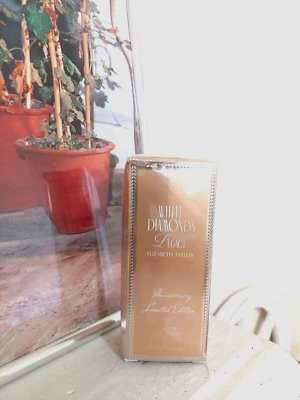 WHITE
DIAMONDS
Legacy
ELIZABETH TAYLOR
Anniversary
Limited Edition